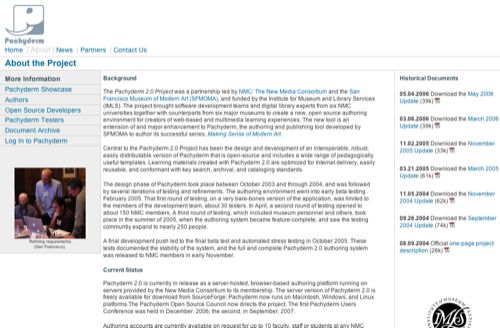 Pachyderm
Home | About | News | Partners | Contact Us
About the Project
More Information
Pachyderm Showcase
Authors
Open Source Developers
Pachyderm Testers
Document Archive
Log In to Pachyderm
Refining requirements
(San Francisco).
Background
The Pachyderm 2.0 Project was a partnership led by NMC: The New Media Consortium and the San
Francisco Museum of Modern Art (SFMOMA), and funded by the Institute for Museum and Library Services
(IMLS). The project brought software development teams and digital library experts from six NMC
universities together with counterparts from six major museums to create a new, open source authoring
environment for creators of web-based and multimedia learning experiences. The new tool is an
extension of and major enhancement to Pachyderm, the authoring and publishing tool developed by
SFMOMA to author its successful series, Making Sense of Modern Art.
Central to the Pachyderm 2.0 Project has been the design and development of an interoperable, robust,
easily distributable version of Pachyderm that is open-source and includes a wide range of pedagogically
useful templates. Learning materials created with Pachyderm 2.0 are optimized for Internet delivery, easily
reusable, and conformant with key search, archival, and cataloging standards.
The design phase of Pachyderm took place between October 2003 and through 2004, and was followed
by several iterations of refining and testing. Refinements environment went into beta testing early
February 2005. That first round of testing, on a very bare-bones version of the application, was limited to
the members of the development team, about 30 testers. In April, a second round of testing opened to
about 150 NMC members. A third round of testing, which included museum personnel and others, took
place in the summer of 2005, when the authoring system became feature-complete, and saw the testing
community expand to nearly 250 people.
A final development push led to the final beta test and automated stress testing in October 2005. These
tests documented the stability of the system, and the full and complete Pachyderm 2.0 authoring system
was released to NMC members in early November.
Current Status
Pachyderm 2.0 is currently in release as a server-hosted, browser-based authoring platform running on
servers provided by the New Media Consortium to its membership. The server version of Pachyderm 2.0 is
freely available for download from SourceForge; Pachyderm now runs on Macintosh, Windows, and Linux
platforms.The Pachyderm Open Source Council now directs the project. The first Pachyderm Users
Conference was held in December, 2006; the second, in September, 2007.
Authoring accounts are currently available on request for up to 10 faculty, staff or students at any NMC
Historical Documents
05.04.2006 Download the May 2006
Update (39k)
03.06.2006 Download the March 2006
Update (39k)
11.02.2005 Download the November
2005 Update (33k)
03.21.2005 Download the March 2005
Update (61k)
11.05.2004 Download the November
2004 Update (62k)
09.26.2004 Download the September
2004 Update (74k)
08.09.2004 Official one-page project
description (26k)